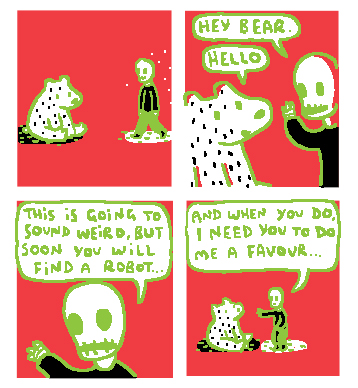 HEY BEAR.
HELLO
THIS IS GOING TO
SOUND WEIRD, BUT
SOON YOU WILL
FIND A ROBOT...
AND WHEN YOU DO,
I NEED YOU TO DO
ME A FAVOUR...